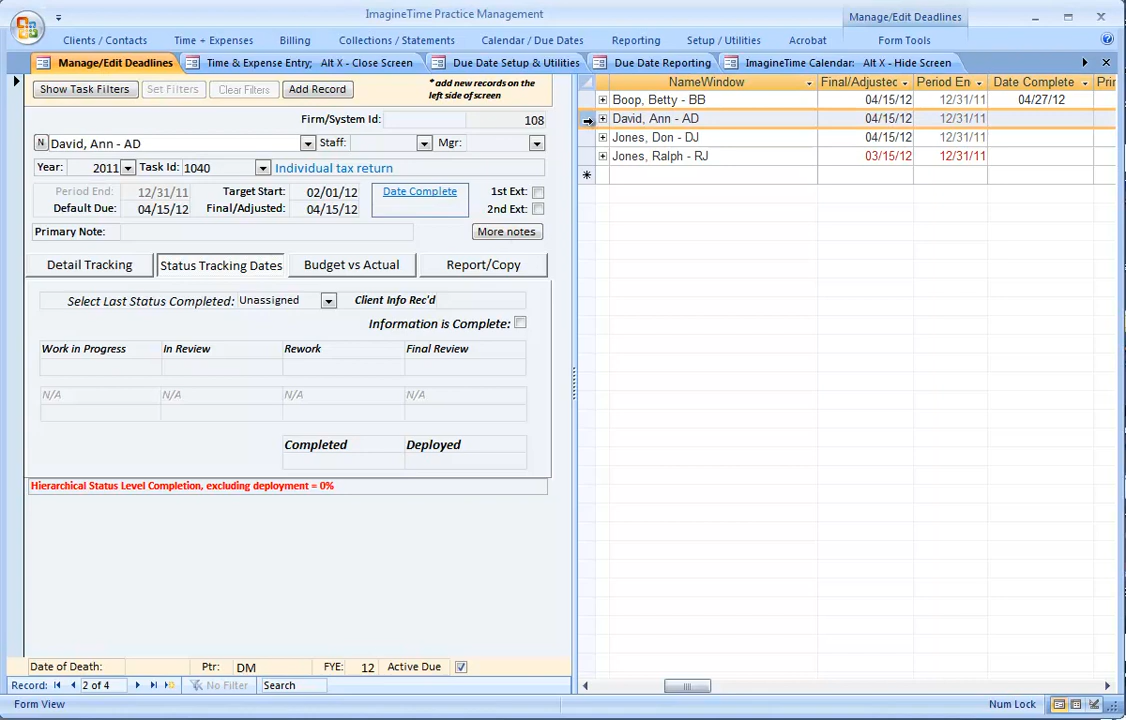 ImagineTime Practice Management
Manage/Edit Deadlines
Clients / Contacts
Time + Expenses
Billing
Collections / Statements
Calendar / Due Dates
Reporting
Setup / Utilities
Acrobat
Form Tools
Manage/Edit Deadlines
Time & Expense Entry; Alt X - Close Screen
Due Date Setup & Utilities
Due Date Reporting
ImagineTime Calendar: Alt X - Hide Screen
Show Task Filters
Set Filters
Clear Filters
Add Record
* add new records on the
left side of screen
Firm/System Id:
108
N
David, Ann - AD
Staff:
Mgr:
Year:
2011
Task Id:
1040
Individual tax return
Period End:
12/31/11
Target Start:
02/01/12
Date Complete
1st Ext:
Default Due:
04/15/12
Final/Adjusted:
04/15/12
2nd Ext:
Primary Note:
More notes
Detail Tracking
Status Tracking Dates
Budget vs Actual
Report/Copy
Select Last Status Completed:
Unassigned
Client Info Rec'd
Information is Complete:
Work in Progress
In Review
Rework
Final Review
N/A
N/A
N/A
N/A
Completed
Deployed
Hierarchical Status Level Completion, excluding deployment = 0%
Date of Death:
Ptr:
DM
FYE:
12
Active Due
Record:
2 of 4
No Filter
Search
NameWindow
Final/Adjustec
Period En
Date Complete
Prir
Boop, Betty - BB
04/15/12
12/31/11
04/27/12
David, Ann - AD
04/15/12
12/31/11
Jones, Don - DJ
04/15/12
12/31/11
Jones, Ralph - RJ
03/15/12
12/31/11
Form View
Num Lock